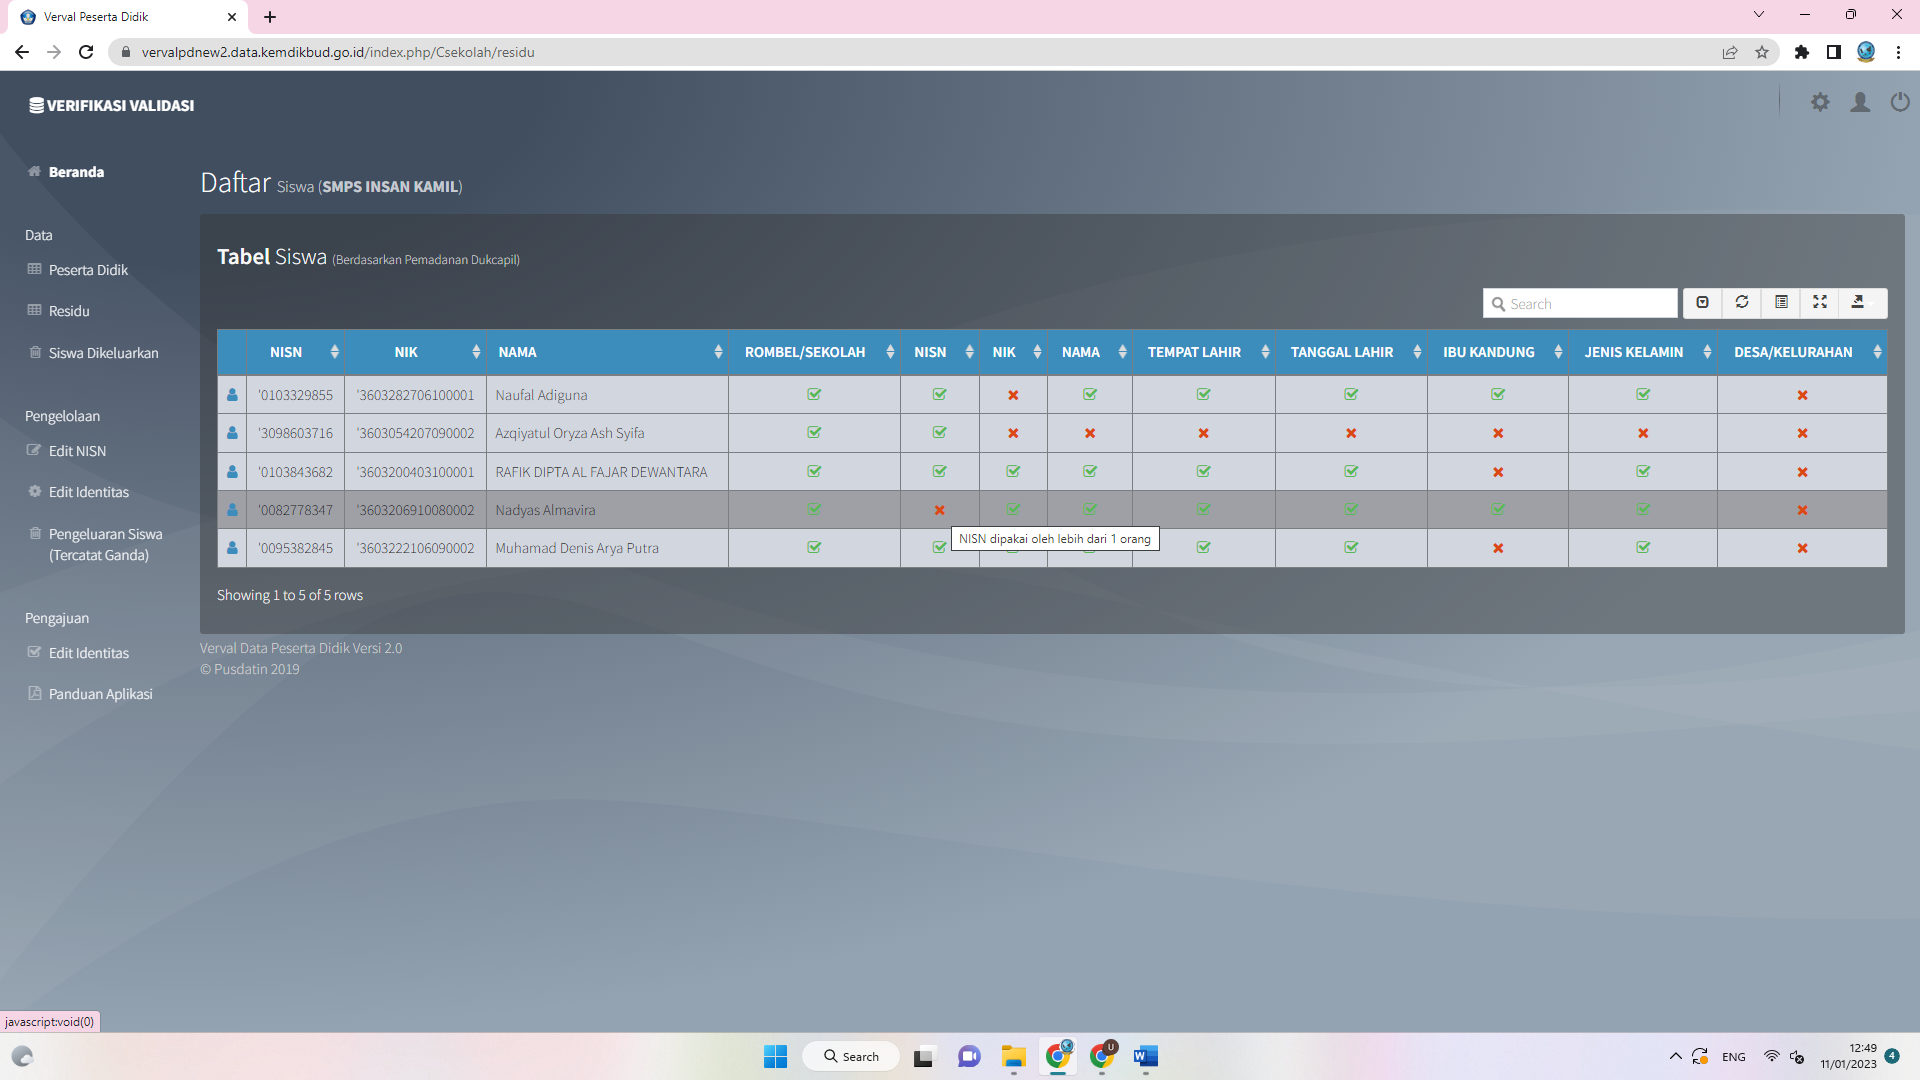 Verval Peserta Didik
vervalpdnew2.data.kemdikbud.go.id/index.php/Csekolah/residu
VERIFIKASI VALIDASI
Beranda
Data
Peserta Didik
Residu
Siswa Dikeluarkan
Pengelolaan
Edit NISN
Edit Identitas
Pengeluaran Siswa
(Tercatat Ganda)
Pengajuan
Edit Identitas
Panduan Aplikasi
Daftar Siswa (SMPS INSAN KAMIL)
Tabel Siswa (Berdasarkan Pemadanan Dukcapil)
Search
NISN NIK NAMA ROMBEL/SEKOLAH NISN NIK NAMA TEMPAT LAHIR TANGGAL LAHIR IBU KANDUNG JENIS KELAMIN DESA/KELURAHAN
'0103329855 '3603282706100001 Naufal Adiguna
'3098603716 '3603054207090002 Azqiyatul Oryza Ash Syifa
'0103843682 '3603200403100001 RAFIK DIPTA AL FAJAR DEWANTARA
'0082778347 '3603206910080002 Nadyas Almavira
NISN dipakai oleh lebih dari 1 orang
'0095382845 '3603222106090002 Muhamad Denis Arya Putra
Showing 1 to 5 of 5 rows
Verval Data Peserta Didik Versi 2.0
© Pusdatin 2019
javascript:void(0)
Search
U
W
ENG
12:49
11/01/2023
4